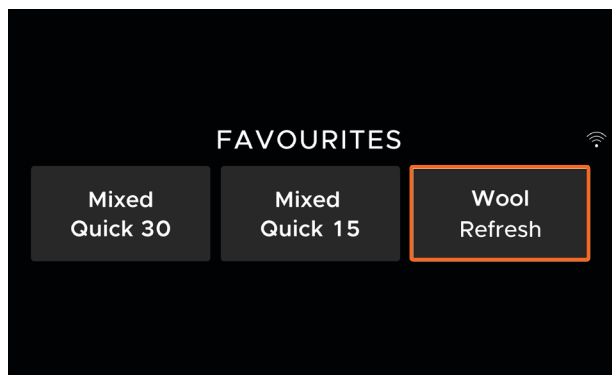 FAVOURITES
Mixed
Quick 30
Mixed
Quick 15
Wool
Refresh